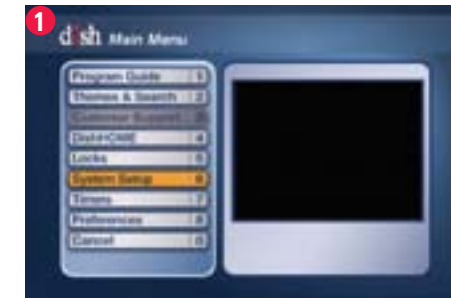 1
dish Main Menu
Program Guide 1
Themes & Search 2
Customer Support 3
DishHOME 4
Locks 5
System Setup 6
Timers 7
Preferences 8
Cancel 0